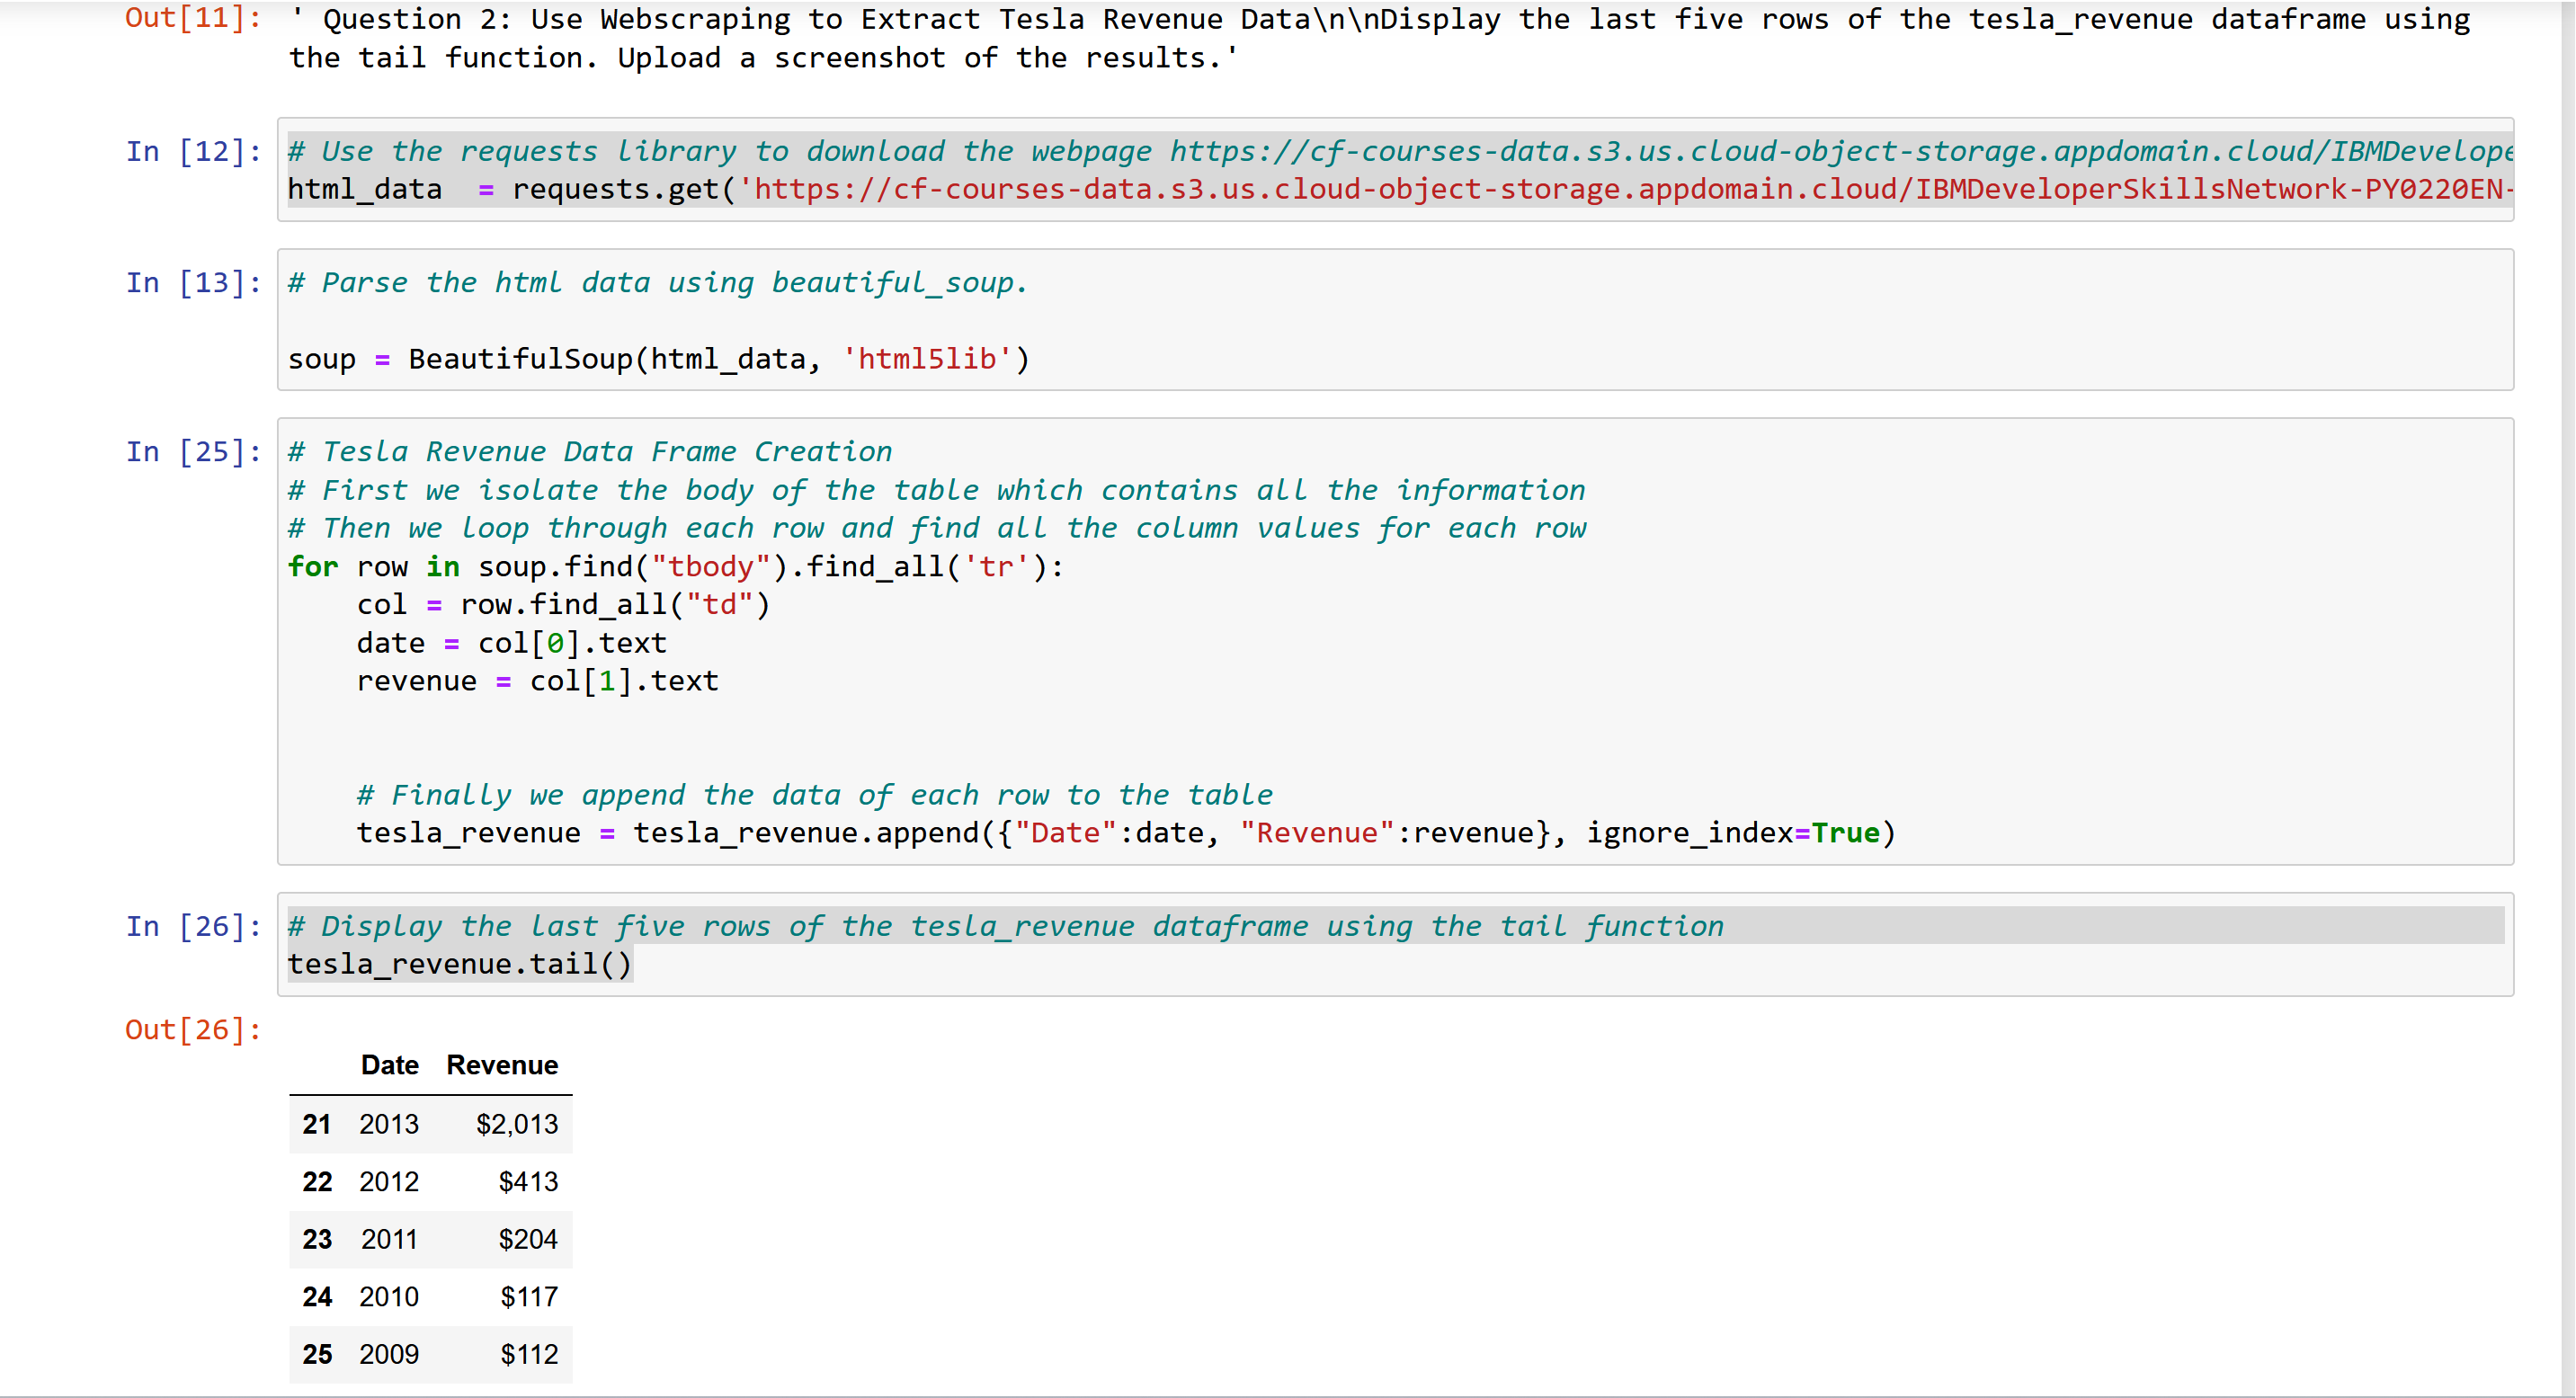 Out[11]: ' Question 2: Use Webscraping to Extract Tesla Revenue Data\n\nDisplay the last five rows of the tesla_revenue dataframe using
the tail function. Upload a screenshot of the results.'
In [12]: # Use the requests library to download the webpage https://cf-courses-data.s3.us.cloud-object-storage.appdomain.cloud/IBMDevelope
html_data  = requests.get('https://cf-courses-data.s3.us.cloud-object-storage.appdomain.cloud/IBMDeveloperSkillsNetwork-PY0220EN-
In [13]: # Parse the html data using beautiful_soup.
soup = BeautifulSoup(html_data, 'html5lib')
In [25]: # Tesla Revenue Data Frame Creation
# First we isolate the body of the table which contains all the information
# Then we loop through each row and find all the column values for each row
for row in soup.find("tbody").find_all('tr'):
    col = row.find_all("td")
    date = col[0].text
    revenue = col[1].text
    # Finally we append the data of each row to the table
    tesla_revenue = tesla_revenue.append({"Date":date, "Revenue":revenue}, ignore_index=True)
In [26]: # Display the last five rows of the tesla_revenue dataframe using the tail function
tesla_revenue.tail()
Out[26]:
Date Revenue
21 2013 $2,013
22 2012 $413
23 2011 $204
24 2010 $117
25 2009 $112